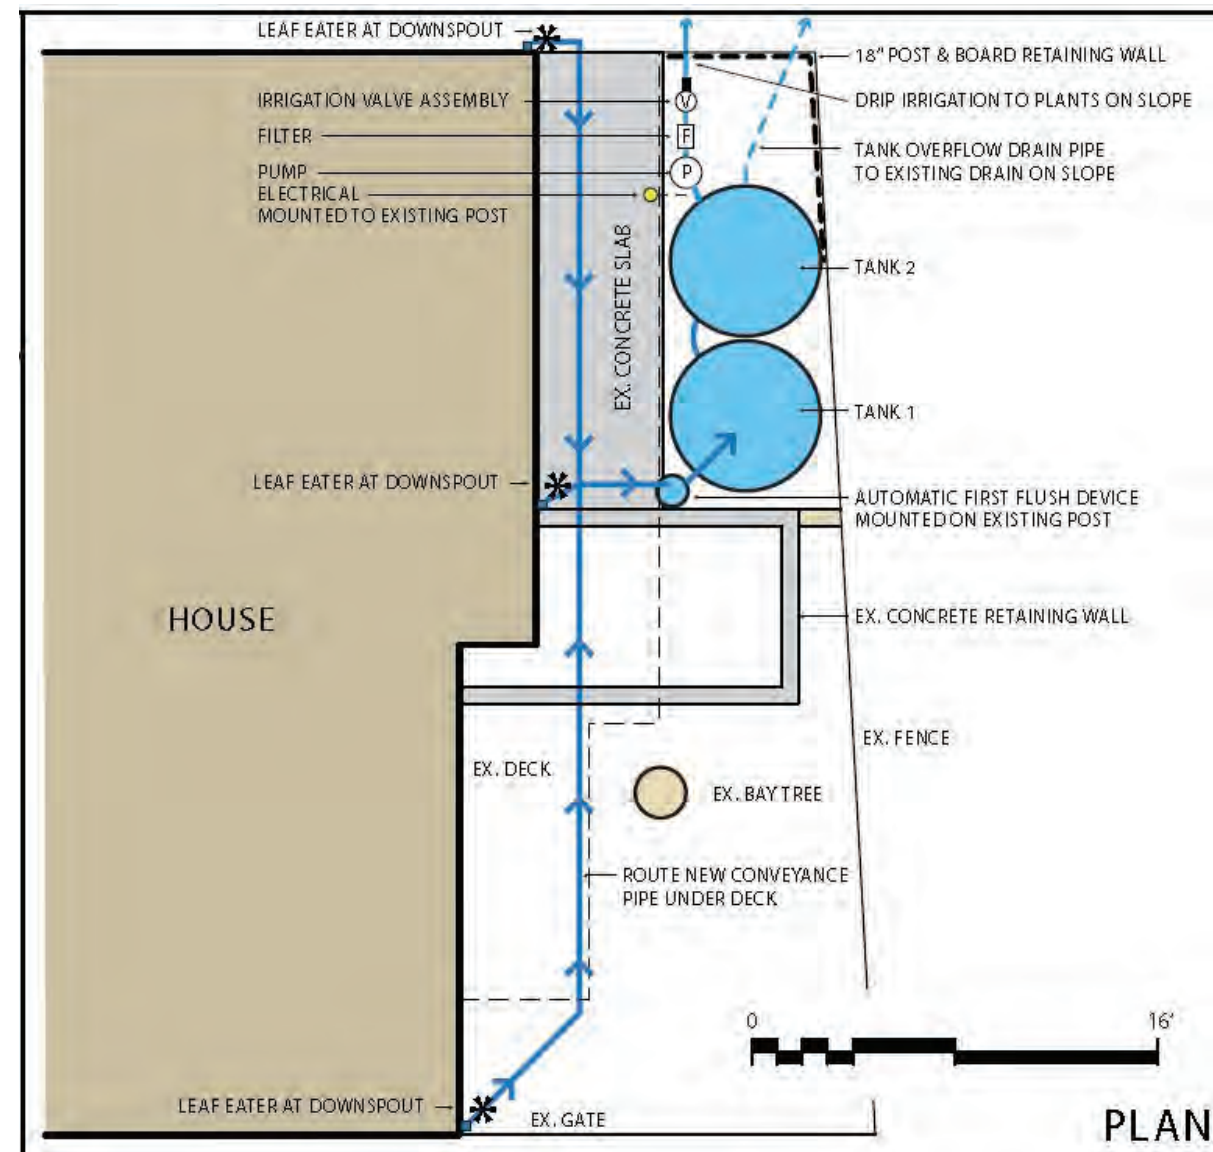 LEAF EATER AT DOWNSPOUT
18" POST & BOARD RETAINING WALL
IRRIGATION VALVE ASSEMBLY
V
DRIP IRRIGATION TO PLANTS ON SLOPE
FILTER
F
TANK OVERFLOW DRAIN PIPE
TO EXISTING DRAIN ON SLOPE
PUMP
P
ELECTRICAL
MOUNTED TO EXISTING POST
EX. CONCRETE SLAB
TANK 2
TANK 1
LEAF EATER AT DOWNSPOUT
AUTOMATIC FIRST FLUSH DEVICE
MOUNTED ON EXISTING POST
HOUSE
EX. CONCRETE RETAINING WALL
EX. FENCE
EX. DECK
EX. BAY TREE
ROUTE NEW CONVEYANCE
PIPE UNDER DECK
0
16'
LEAF EATER AT DOWNSPOUT
EX. GATE
PLAN